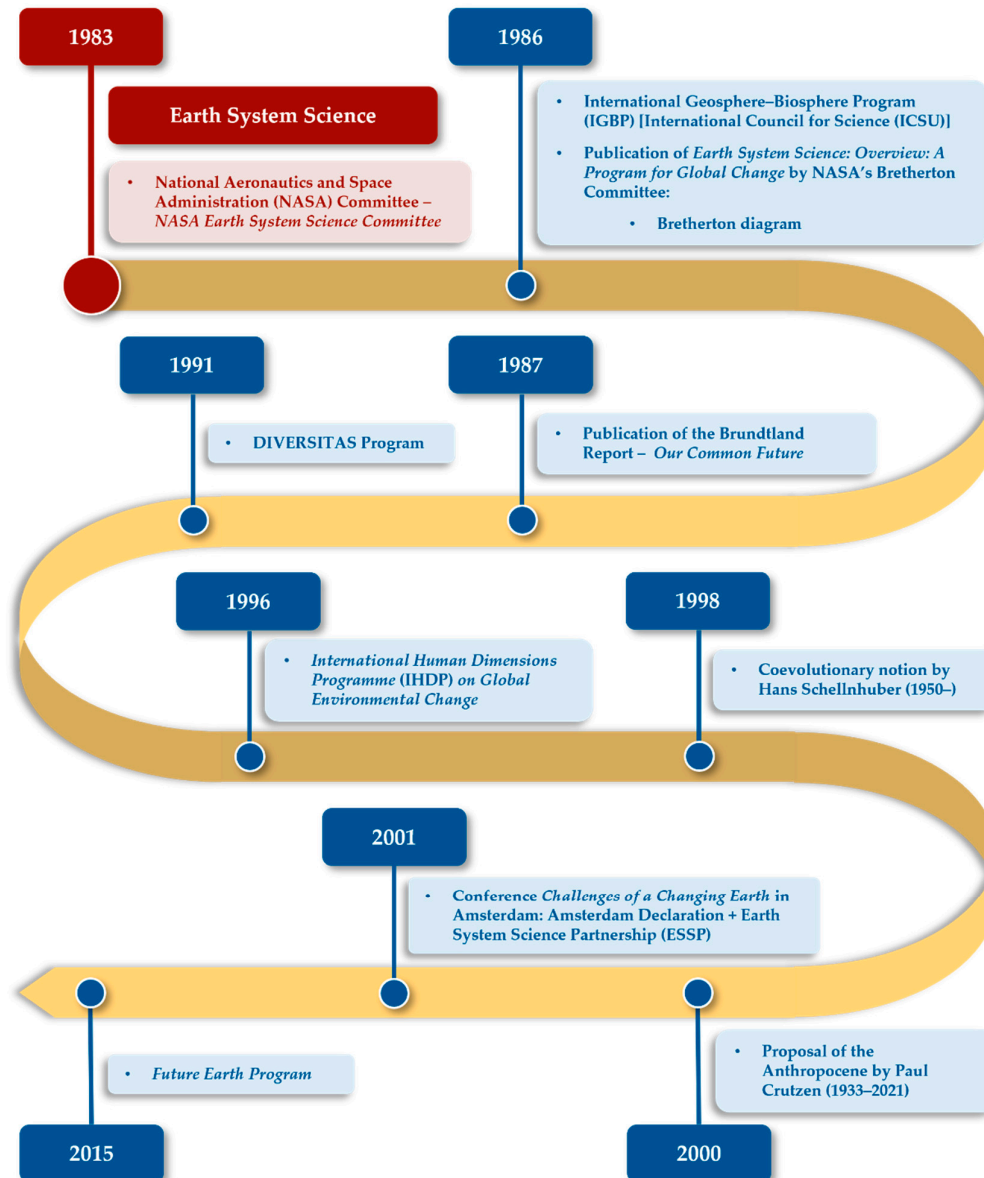 1983
Earth System Science
• National Aeronautics and Space
Administration (NASA) Committee –
NASA Earth System Science Committee
1986
• International Geosphere–Biosphere Program
(IGBP) [International Council for Science (ICSU)]
• Publication of Earth System Science: Overview: A
Program for Global Change by NASA’s Bretherton
Committee:
• Bretherton diagram
1987
• Publication of the Brundtland
Report – Our Common Future
1991
• DIVERSITAS Program
1996
• International Human Dimensions
Programme (IHDP) on Global
Environmental Change
1998
• Coevolutionary notion by
Hans Schellnhuber (1950–)
2000
• Proposal of the
Anthropocene by Paul
Crutzen (1933–2021)
2001
• Conference Challenges of a Changing Earth in
Amsterdam: Amsterdam Declaration + Earth
System Science Partnership (ESSP)
2015
• Future Earth Program